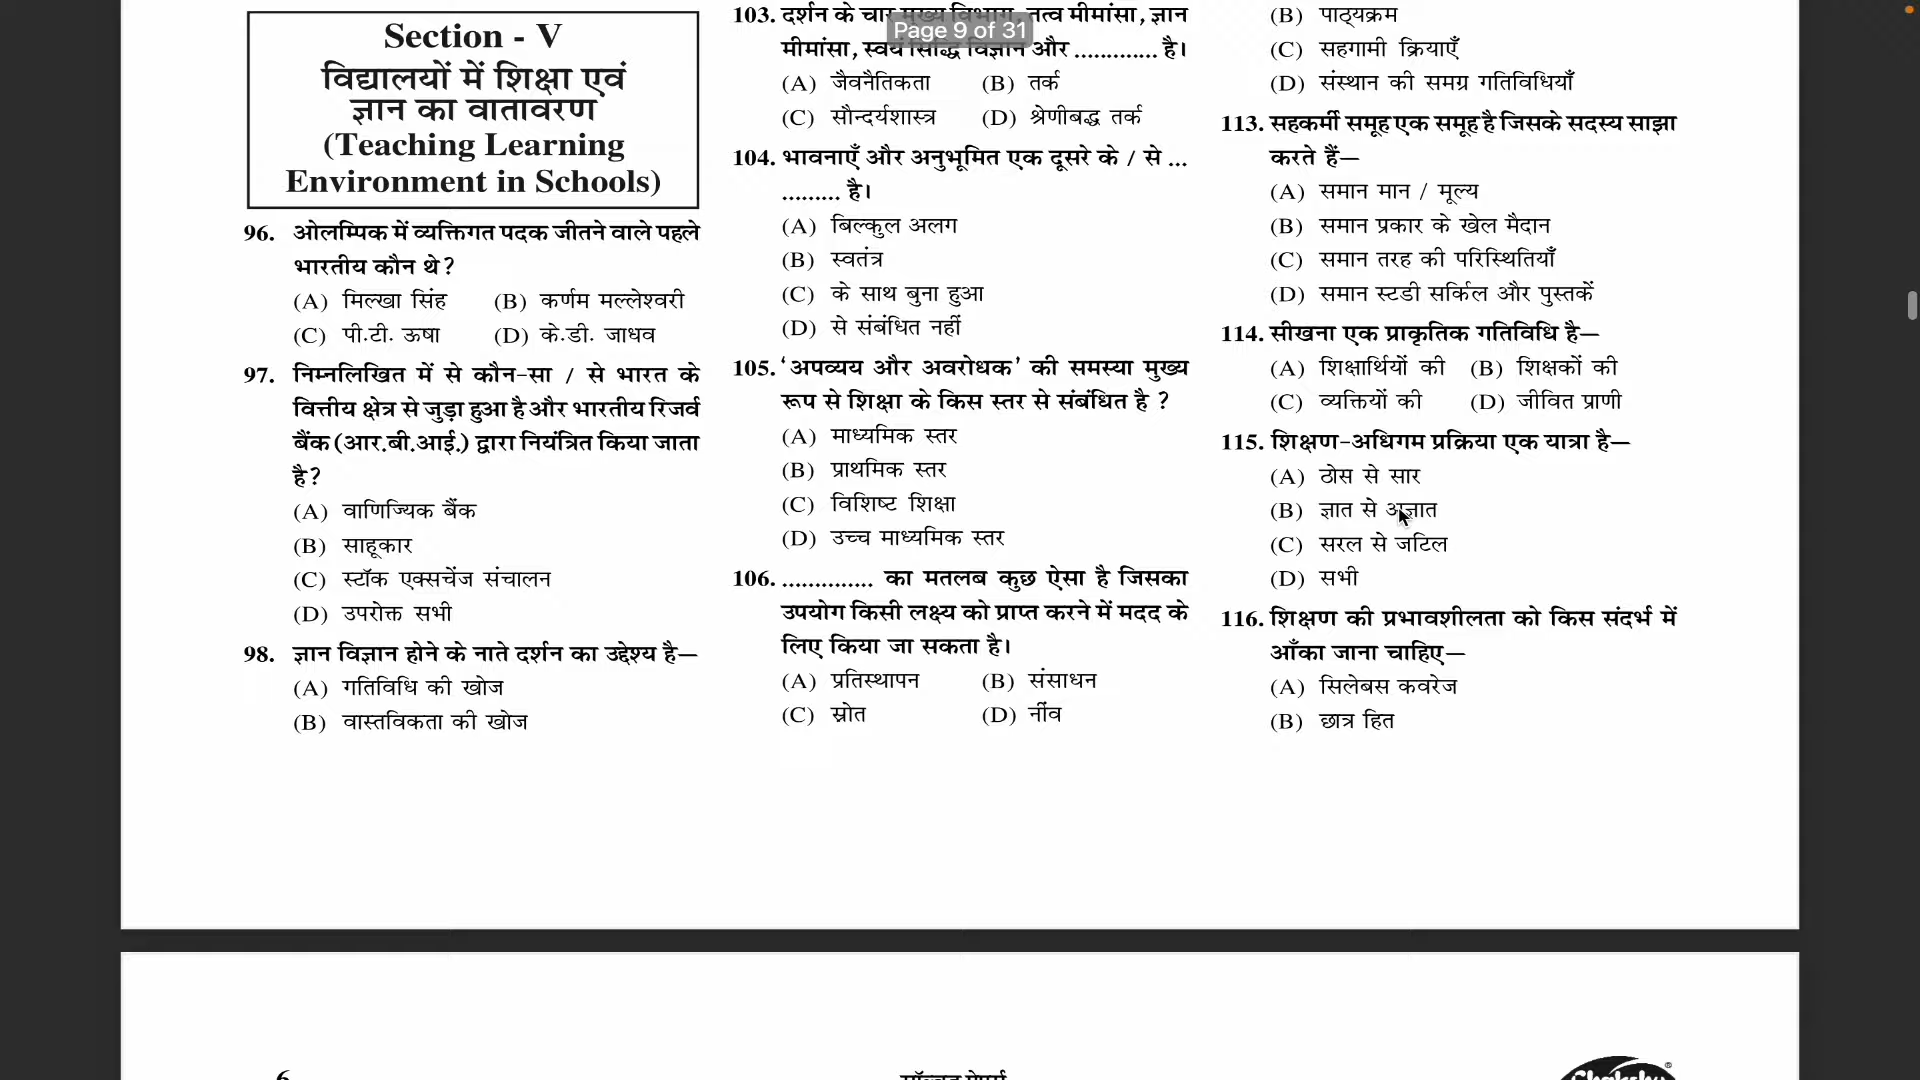 Section - V
विद्यालयों में शिक्षा एवं
ज्ञान का वातावरण
(Teaching Learning
Environment in Schools)
96. ओलम्पिक में व्यक्तिगत पदक जीतने वाले पहले
भारतीय कौन थे?
(A) मिल्खा सिंह (B) कर्णम मल्लेश्वरी
(C) पी.टी. ऊषा (D) के.डी. जाधव
97. निम्नलिखित में से कौन-सा / से भारत के
वित्तीय क्षेत्र से जुड़ा हुआ है और भारतीय रिजर्व
बैंक (आर.बी.आई.) द्वारा नियंत्रित किया जाता
है?
(A) वाणिज्यिक बैंक
(B) साहूकार
(C) स्टॉक एक्सचेंज संचालन
(D) उपरोक्त सभी
98. ज्ञान विज्ञान होने के नाते दर्शन का उद्देश्य है—
(A) गतिविधि की खोज
(B) वास्तविकता की खोज
103. दर्शन के चार मुख्य विभाग, तत्व मीमांसा, ज्ञान
Page 9 of 31
मीमांसा, स्वयं सिद्धि विज्ञान और ............. है।
(A) जैवनैतिकता (B) तर्क
(C) सौन्दर्यशास्त्र (D) श्रेणीबद्ध तर्क
104. भावनाएँ और अनुभूमित एक दूसरे के / से ...
......... है।
(A) बिल्कुल अलग
(B) स्वतंत्र
(C) के साथ बुना हुआ
(D) से संबंधित नहीं
105. 'अपव्यय और अवरोधक' की समस्या मुख्य
रूप से शिक्षा के किस स्तर से संबंधित है ?
(A) माध्यमिक स्तर
(B) प्राथमिक स्तर
(C) विशिष्ट शिक्षा
(D) उच्च माध्यमिक स्तर
106. .............. का मतलब कुछ ऐसा है जिसका
उपयोग किसी लक्ष्य को प्राप्त करने में मदद के
लिए किया जा सकता है।
(A) प्रतिस्थापन (B) संसाधन
(C) स्रोत (D) नींव
(B) पाठ्यक्रम
(C) सहगामी क्रियाएँ
(D) संस्थान की समग्र गतिविधियाँ
113. सहकर्मी समूह एक समूह है जिसके सदस्य साझा
करते हैं—
(A) समान मान / मूल्य
(B) समान प्रकार के खेल मैदान
(C) समान तरह की परिस्थितियाँ
(D) समान स्टडी सर्किल और पुस्तकें
114. सीखना एक प्राकृतिक गतिविधि है—
(A) शिक्षार्थियों की (B) शिक्षकों की
(C) व्यक्तियों की (D) जीवित प्राणी
115. शिक्षण-अधिगम प्रक्रिया एक यात्रा है—
(A) ठोस से सार
(B) ज्ञात से अज्ञात
(C) सरल से जटिल
(D) सभी
116. शिक्षण की प्रभावशीलता को किस संदर्भ में
आँका जाना चाहिए—
(A) सिलेबस कवरेज
(B) छात्र हित